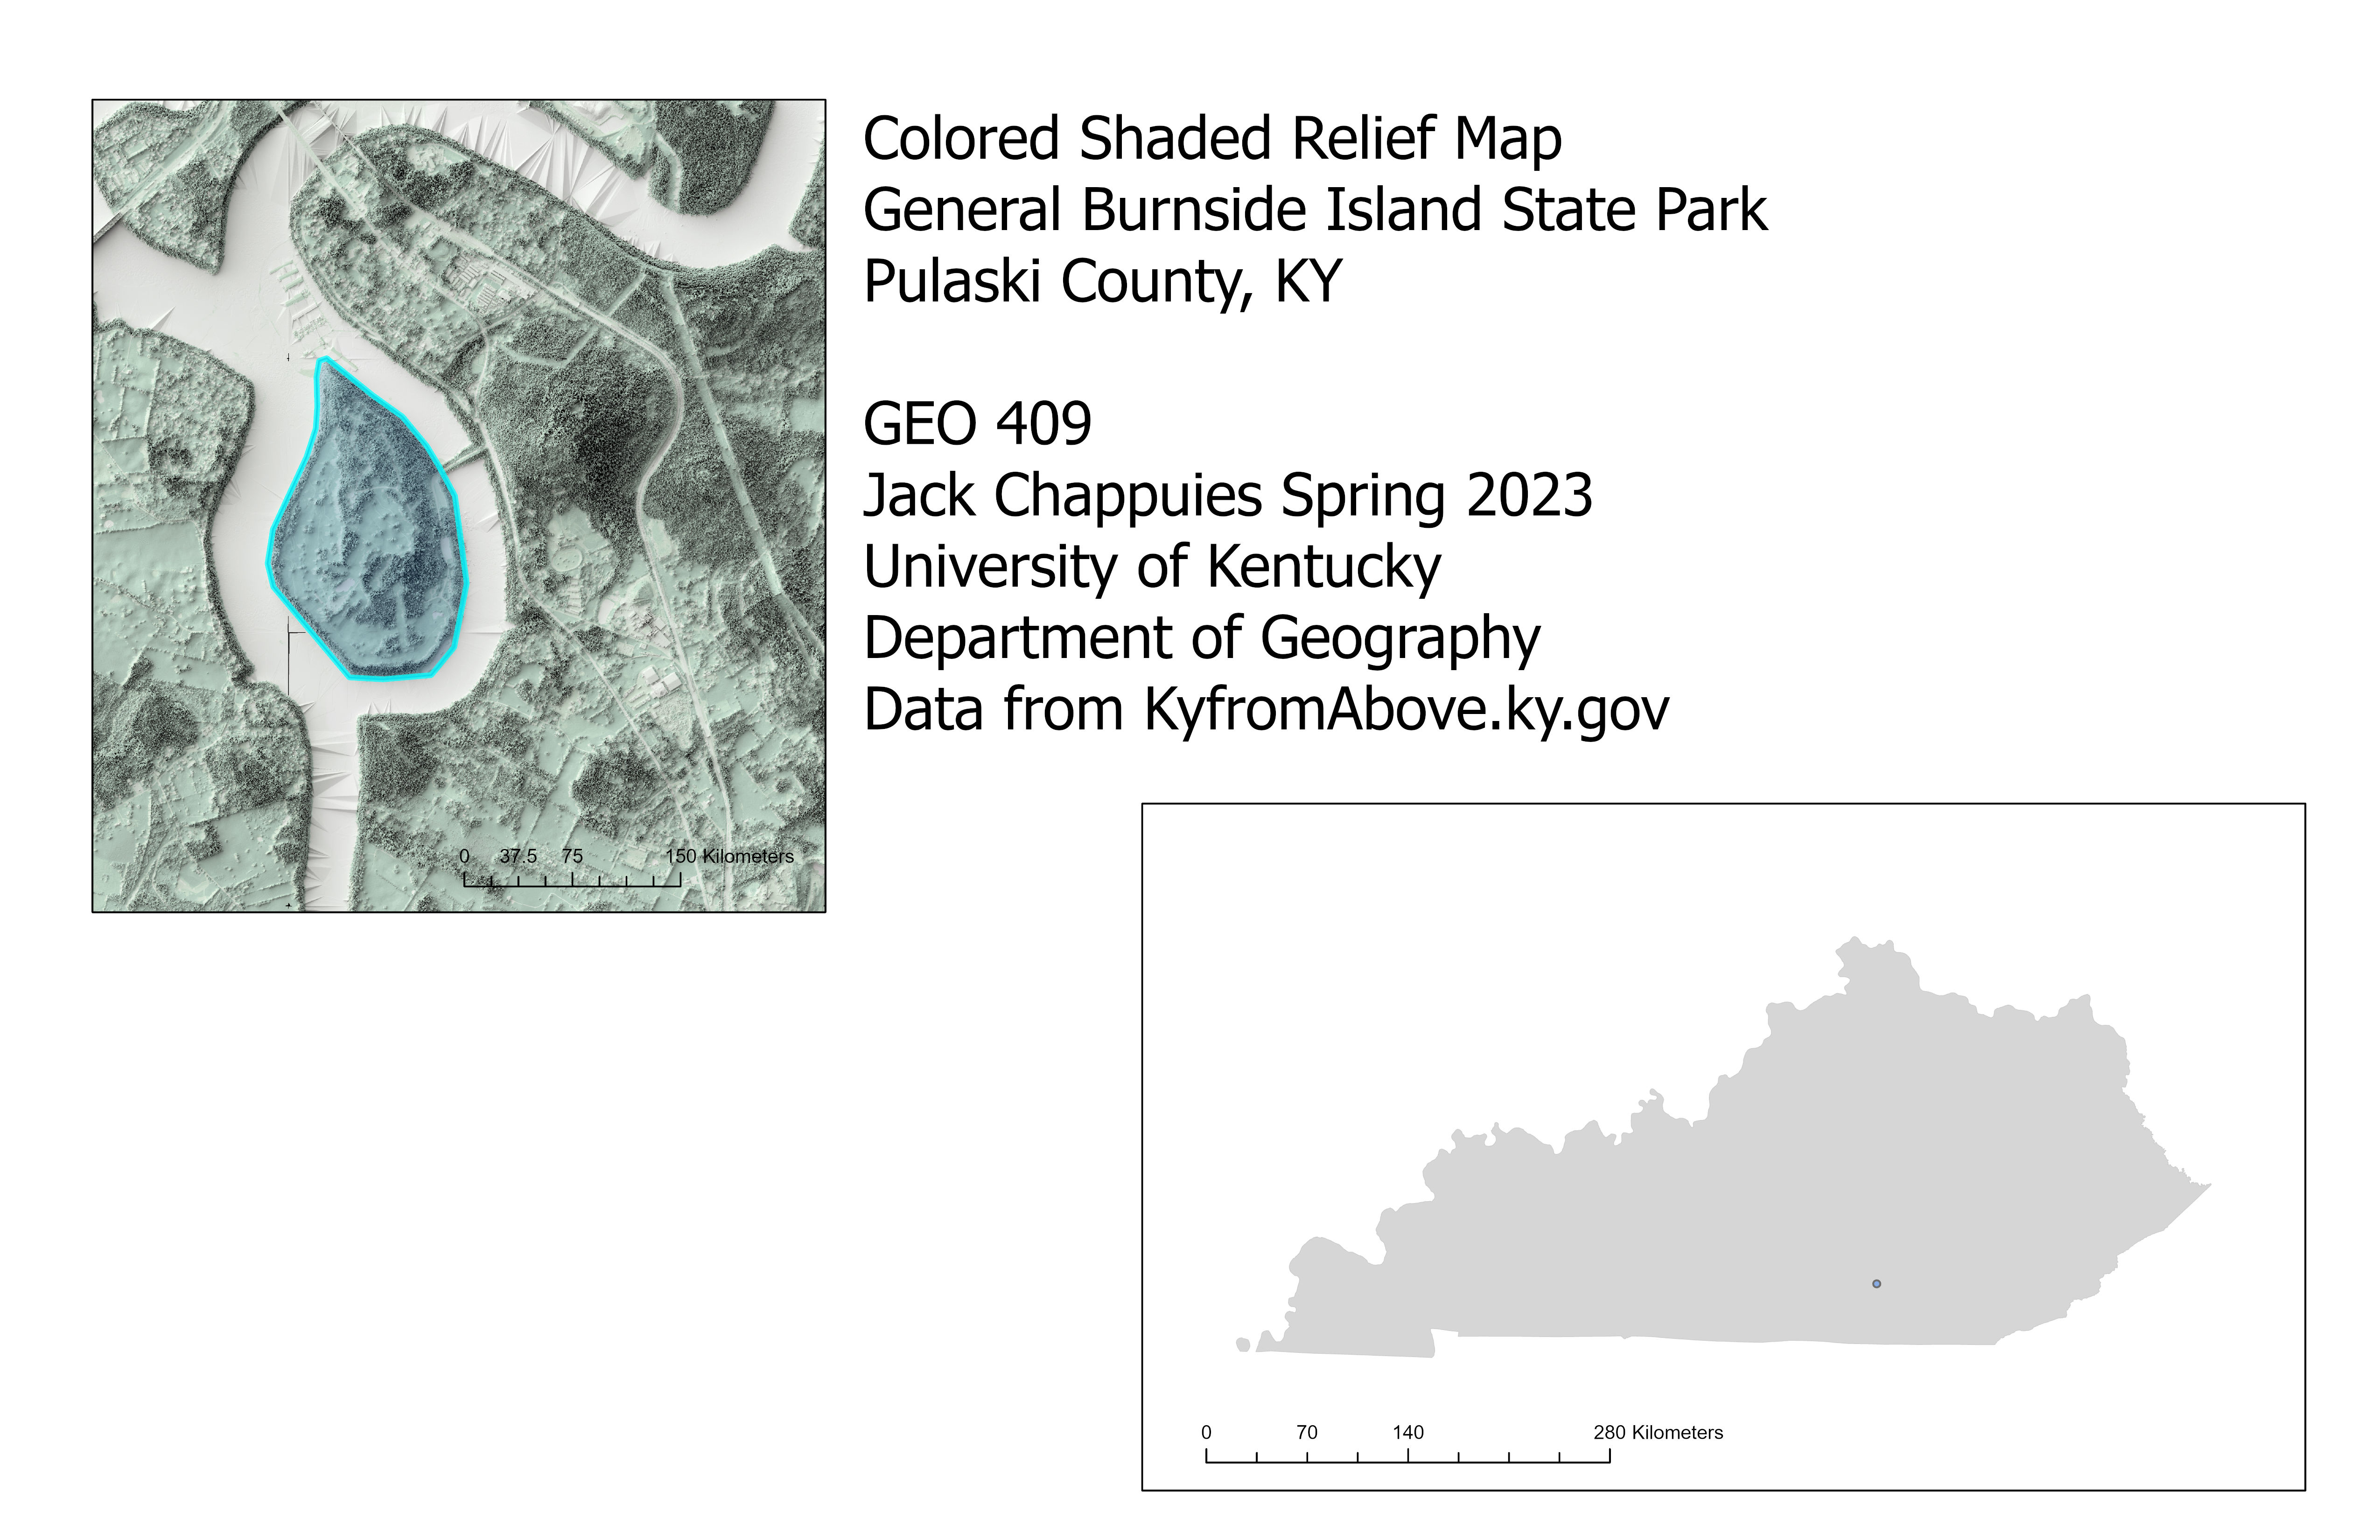 Colored Shaded Relief Map
General Burnside Island State Park
Pulaski County, KY
GEO 409
Jack Chappuies Spring 2023
University of Kentucky
Department of Geography
Data from KyfromAbove.ky.gov
0 37.5 75 150 Kilometers
0 70 140 280 Kilometers